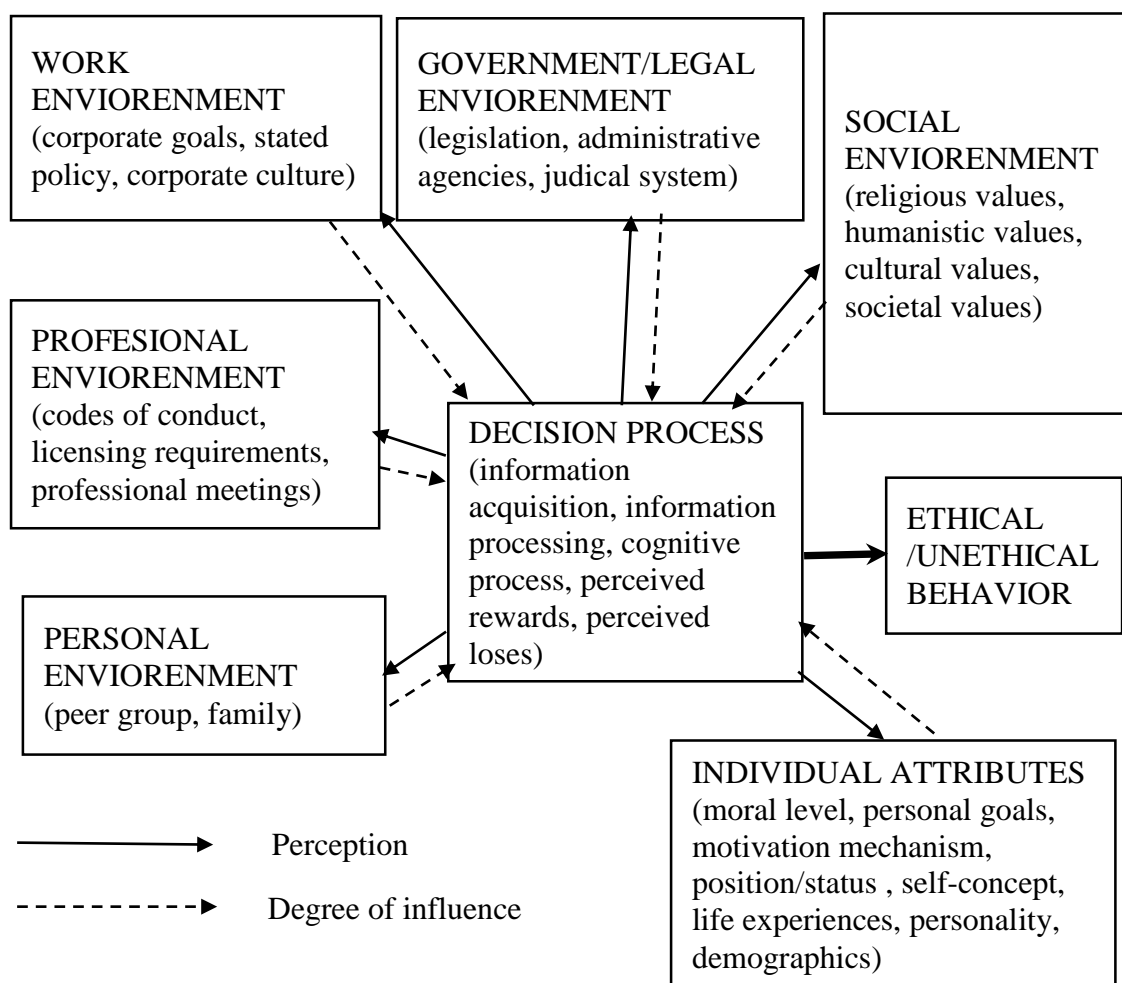 WORK
ENVIORENMENT
(corporate goals, stated
policy, corporate culture)
GOVERNMENT/LEGAL
ENVIORENMENT
(legislation, administrative
agencies, judical system)
SOCIAL
ENVIORENMENT
(religious values,
humanistic values,
cultural values,
societal values)
PROFESIONAL
ENVIORENMENT
(codes of conduct,
licensing requirements,
professional meetings)
DECISION PROCESS
(information
acquisition, information
processing, cognitive
process, perceived
rewards, perceived
loses)
ETHICAL
/UNETHICAL
BEHAVIOR
PERSONAL
ENVIORENMENT
(peer group, family)
INDIVIDUAL ATTRIBUTES
(moral level, personal goals,
motivation mechanism,
position/status , self-concept,
life experiences, personality,
demographics)
Perception
Degree of influence